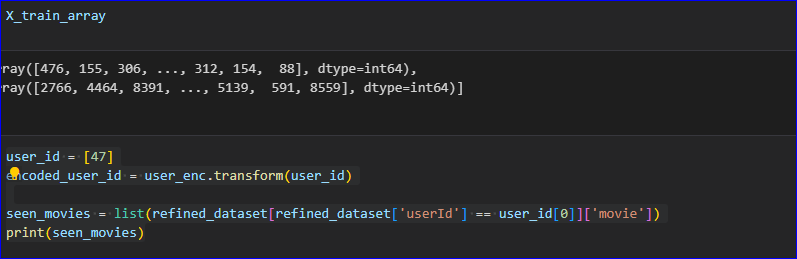 X_train_array
ray([476, 155, 306, ..., 312, 154,  88], dtype=int64),
ray([2766, 4464, 8391, ..., 5139,  591, 8559], dtype=int64)]
user_id = [47]
encoded_user_id = user_enc.transform(user_id)
seen_movies = list(refined_dataset[refined_dataset['userId'] == user_id[0]]['movie'])
print(seen_movies)